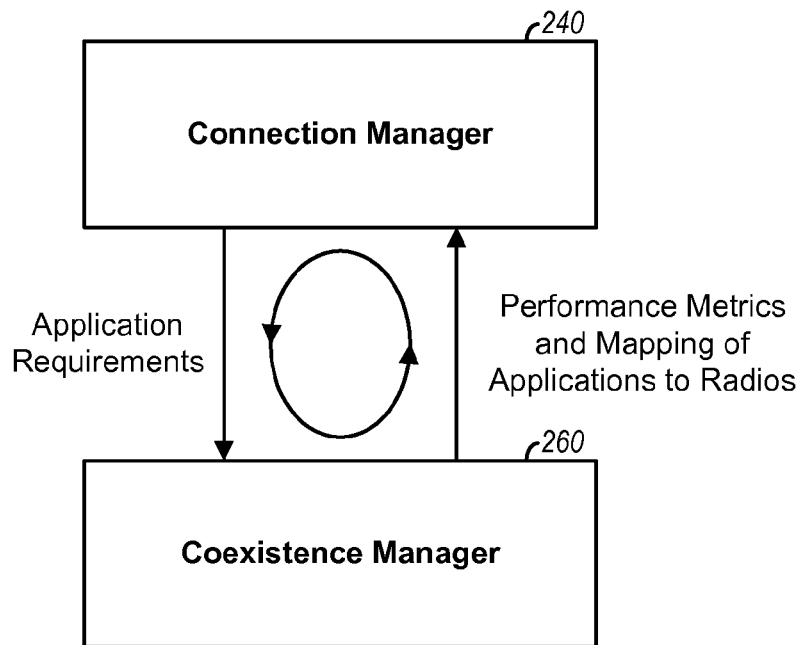 240
Connection Manager
Application
Requirements
Performance Metrics
and Mapping of
Applications to Radios
260
Coexistence Manager